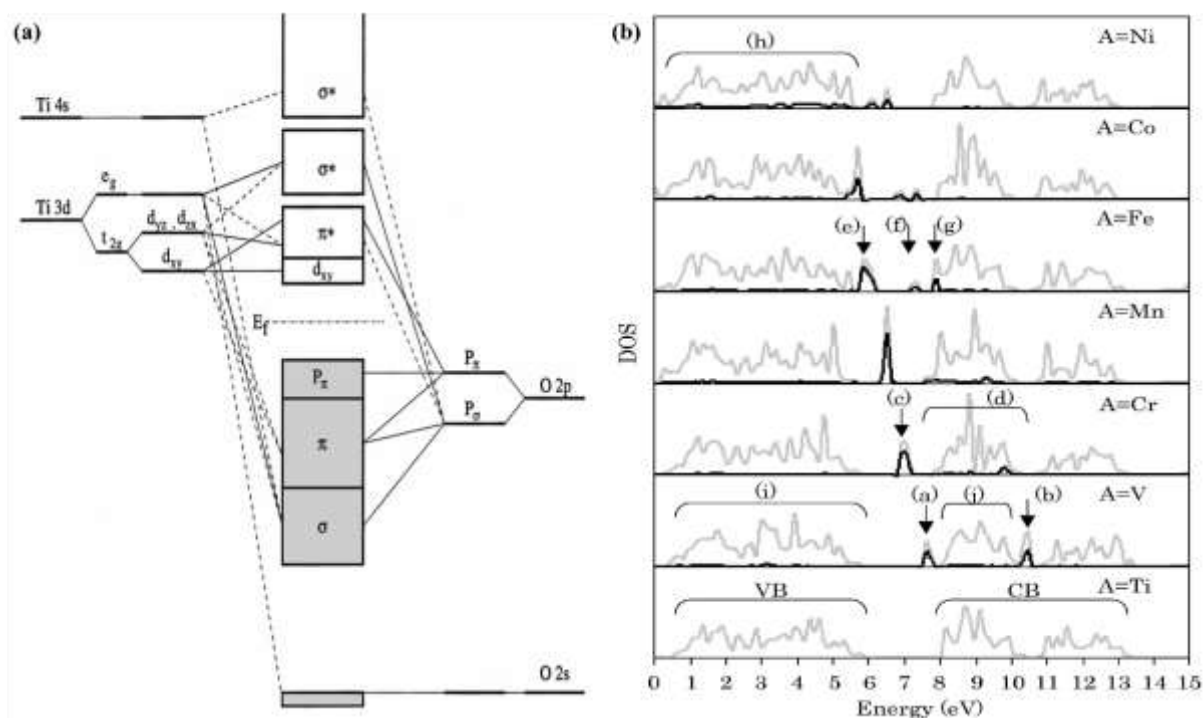 (a)
σ*
Ti 4s
σ*
e_g
Ti 3d
d_yz , d_zx
t_2g
π*
d_xy
d_xy
E_f
P_π
P_π
O 2p
P_σ
π
σ
O 2s
(b)
(h)
A=Ni
A=Co
(e)
(f)
(g)
A=Fe
DOS
A=Mn
(c)
(d)
A=Cr
(i)
(a)
(j)
(b)
A=V
VB
CB
A=Ti
0 1 2 3 4 5 6 7 8 9 10 11 12 13 14 15
Energy (eV)